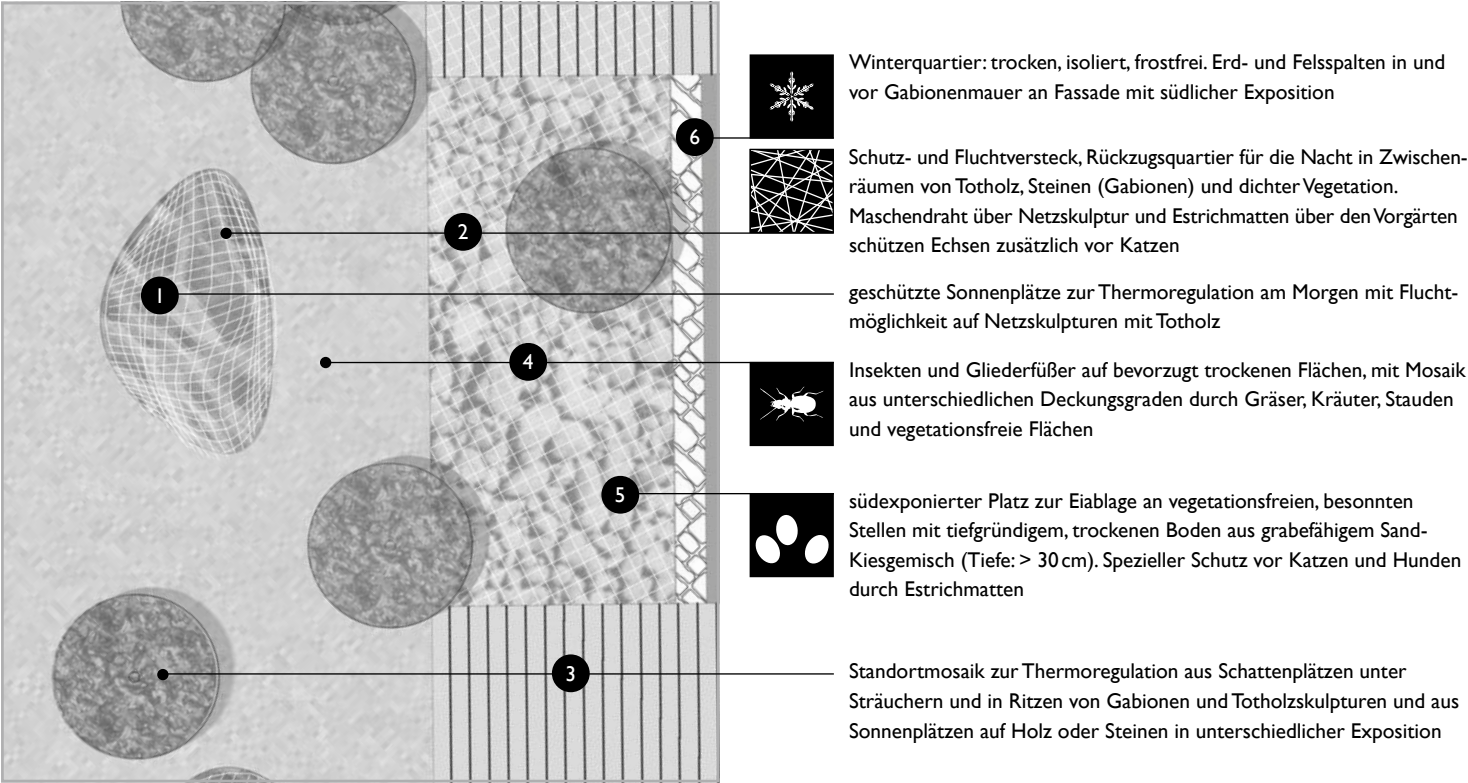 6
Winterquartier: trocken, isoliert, frostfrei. Erd- und Felsspalten in und
vor Gabionenmauer an Fassade mit südlicher Exposition
2
Schutz- und Fluchtversteck, Rückzugsquartier für die Nacht in Zwischen-
räumen von Totholz, Steinen (Gabionen) und dichter Vegetation.
Maschendraht über Netzskulptur und Estrichmatten über den Vorgärten
schützen Echsen zusätzlich vor Katzen
1
geschützte Sonnenplätze zur Thermoregulation am Morgen mit Flucht-
möglichkeit auf Netzskulpturen mit Totholz
4
Insekten und Gliederfüßer auf bevorzugt trockenen Flächen, mit Mosaik
aus unterschiedlichen Deckungsgraden durch Gräser, Kräuter, Stauden
und vegetationsfreie Flächen
5
südexponierter Platz zur Eiablage an vegetationsfreien, besonnten
Stellen mit tiefgründigem, trockenen Boden aus grabefähigem Sand-
Kiesgemisch (Tiefe: > 30 cm). Spezieller Schutz vor Katzen und Hunden
durch Estrichmatten
3
Standortmosaik zur Thermoregulation aus Schattenplätzen unter
Sträuchern und in Ritzen von Gabionen und Totholzskulpturen und aus
Sonnenplätzen auf Holz oder Steinen in unterschiedlicher Exposition